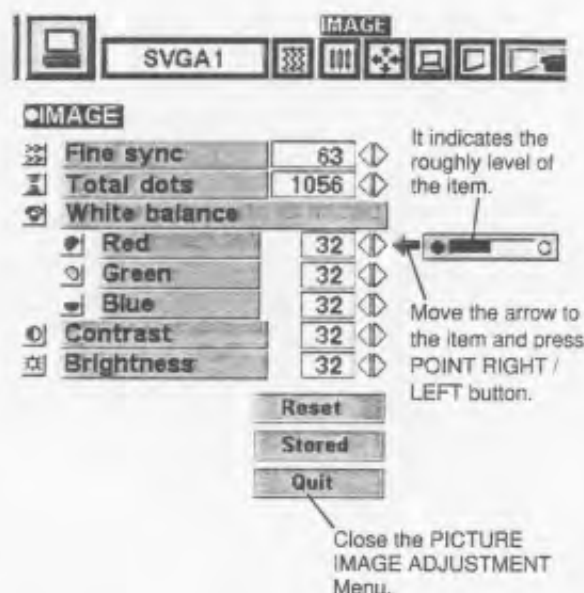 IMAGE
SVGA1
IMAGE
Fine sync 63
Total dots 1056
White balance
Red 32
Green 32
Blue 32
Contrast 32
Brightness 32
It indicates the
roughly level of
the item.
Move the arrow to
the item and press
POINT RIGHT /
LEFT button.
Reset
Stored
Quit
Close the PICTURE
IMAGE ADJUSTMENT
Menu.